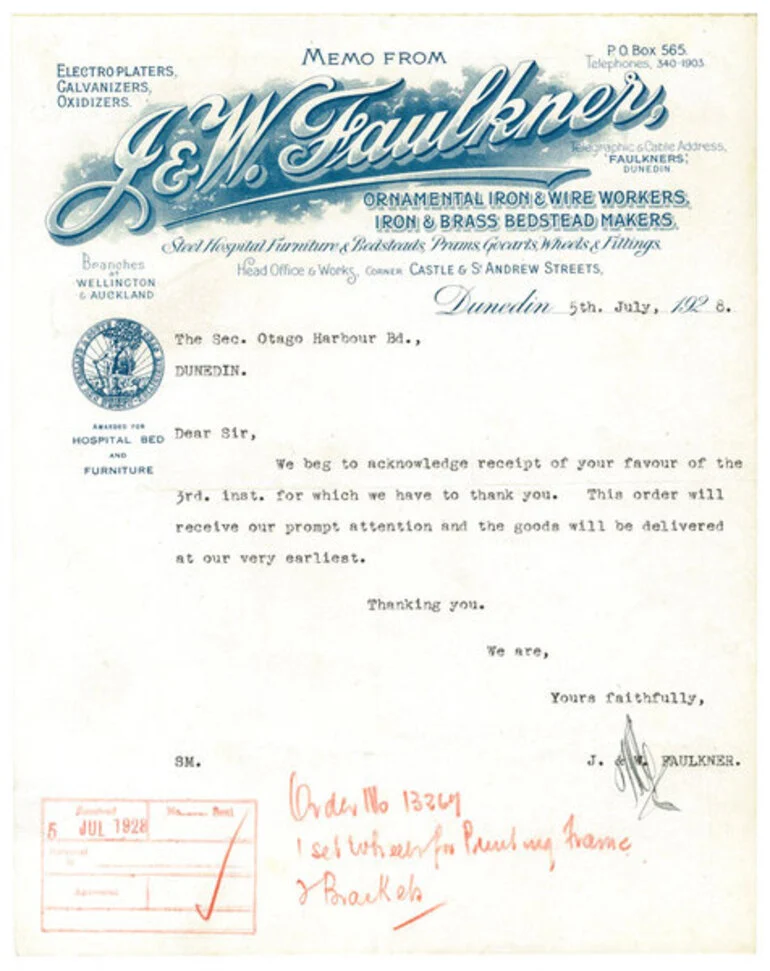 MEMO FROM
P.O. Box 565.
Telephones, 340-1903.
ELECTROPLATERS,
GALVANIZERS,
OXIDIZERS.
J. & W. Faulkner,
Telegraphic & Cable Address,
'FAULKNERS',
DUNEDIN
ORNAMENTAL IRON & WIRE WORKERS,
IRON & BRASS BEDSTEAD MAKERS,
Steel Hospital Furniture & Bedsteads, Prams, Gocarts, Wheels & Fittings.
Branches
AT
WELLINGTON
& AUCKLAND
Head Office & Works, CORNER CASTLE & ST ANDREW STREETS,
Dunedin 5th. July, 192 8.
The Sec. Otago Harbour Bd.,
DUNEDIN.
AWARDED FOR
HOSPITAL BED
AND
FURNITURE
Dear Sir,
We beg to acknowledge receipt of your favour of the
3rd. inst. for which we have to thank you. This order will
receive our prompt attention and the goods will be delivered
at our very earliest.
Thanking you.
We are,
Yours faithfully,
SM.
J. & W. FAULKNER.
Received
5 JUL 1928
Order No
1 set Wheels for Printing Frame
& Brackets